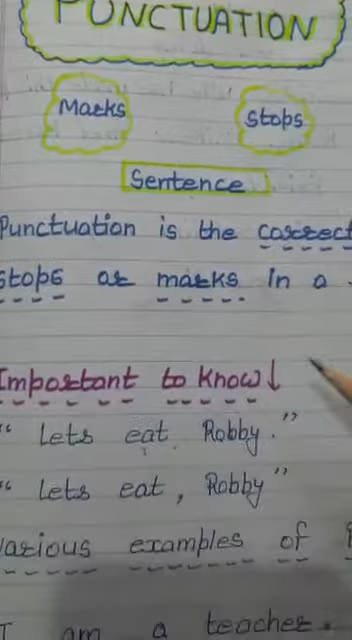 PUNCTUATION
Marks
Stops
Sentence
Punctuation is the correct
stops or marks in a
Important to know↓
“ Lets eat Robby.”
“ Lets eat, Robby”
Various examples of
I am a teacher.